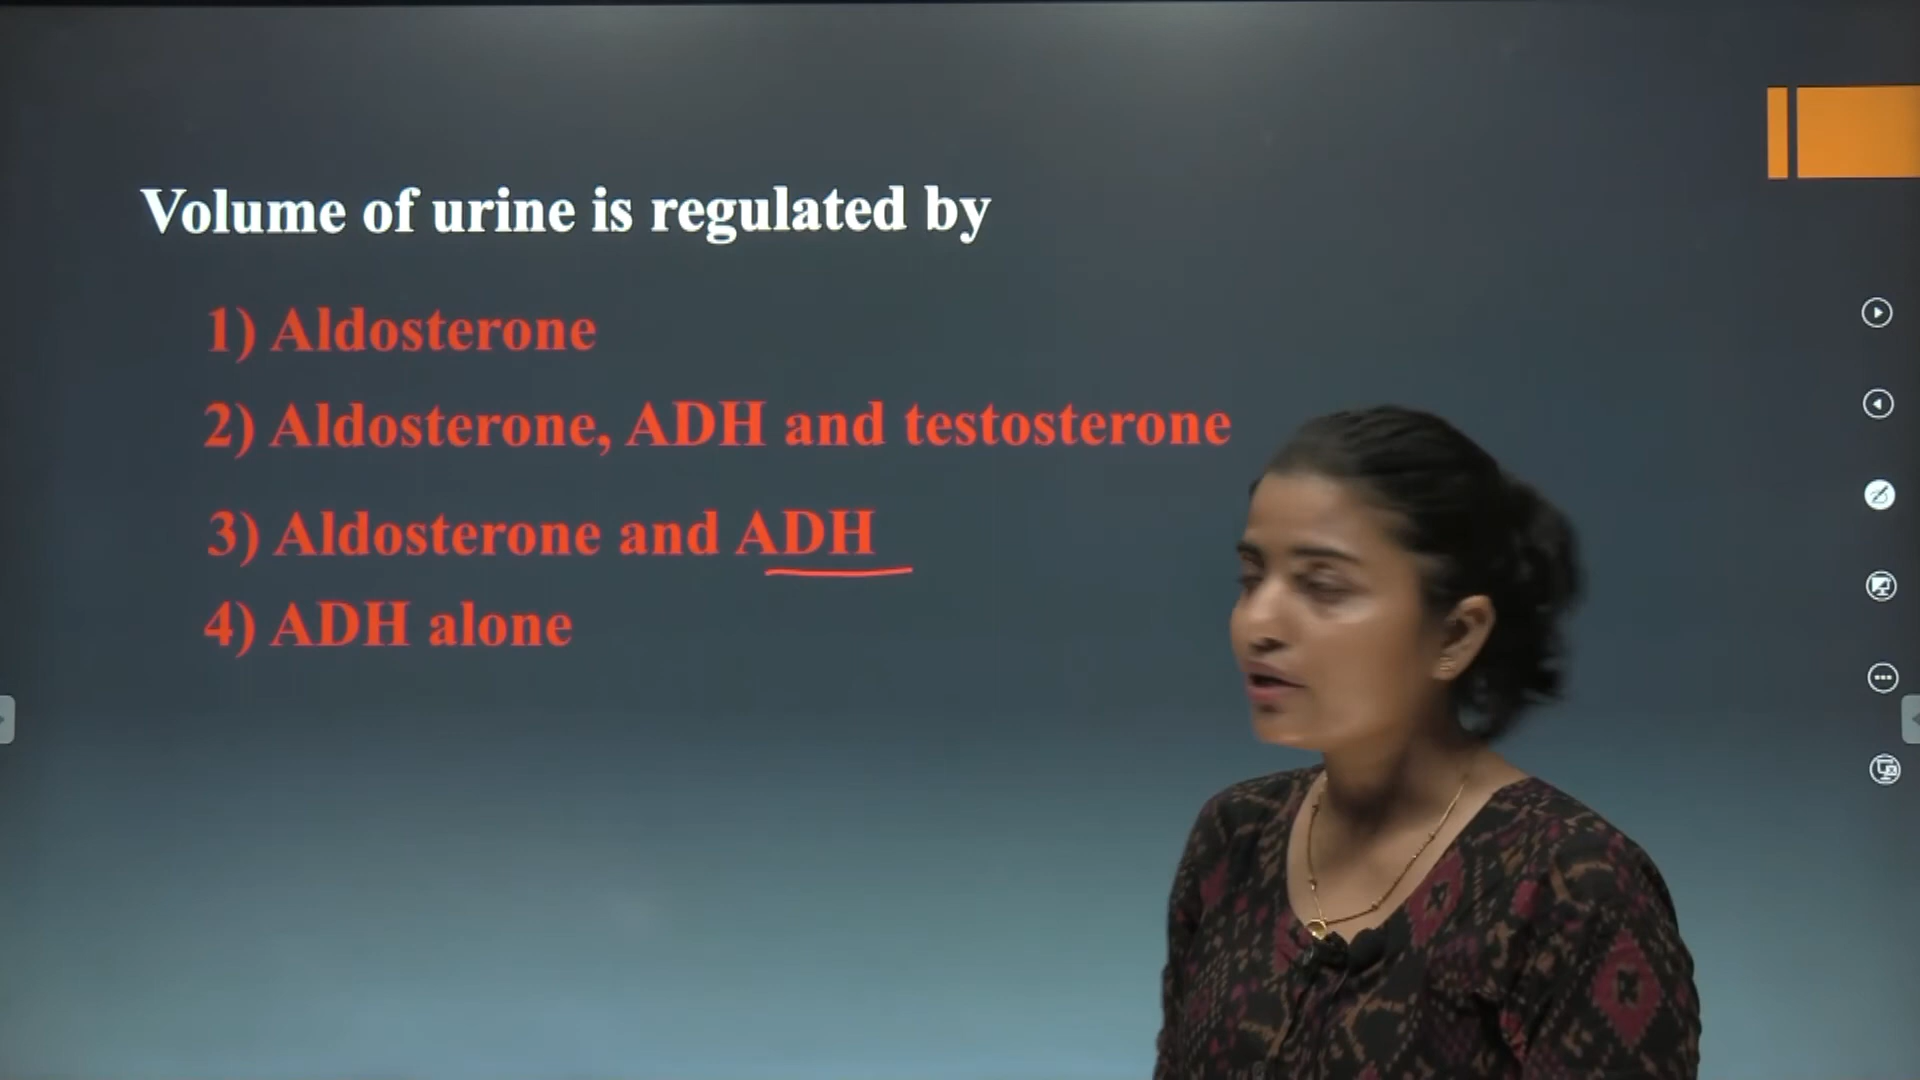 Volume of urine is regulated by
1) Aldosterone
2) Aldosterone, ADH and testosterone
3) Aldosterone and ADH
4) ADH alone